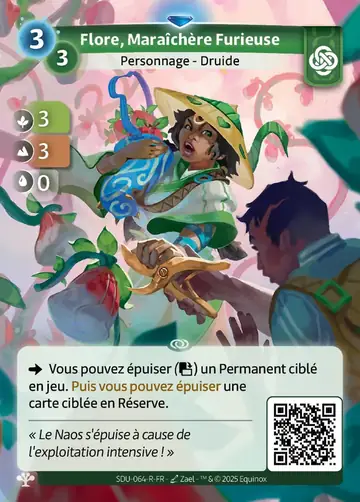 3
3
Flore, Maraîchère Furieuse
Personnage - Druide
3
3
0
➔ Vous pouvez épuiser () un Permanent ciblé
en jeu. Puis vous pouvez épuiser une
carte ciblée en Réserve.
« Le Naos s'épuise à cause de
l'exploitation intensive ! »
SDU-064-R-FR - Zael - ™ & © 2025 Equinox